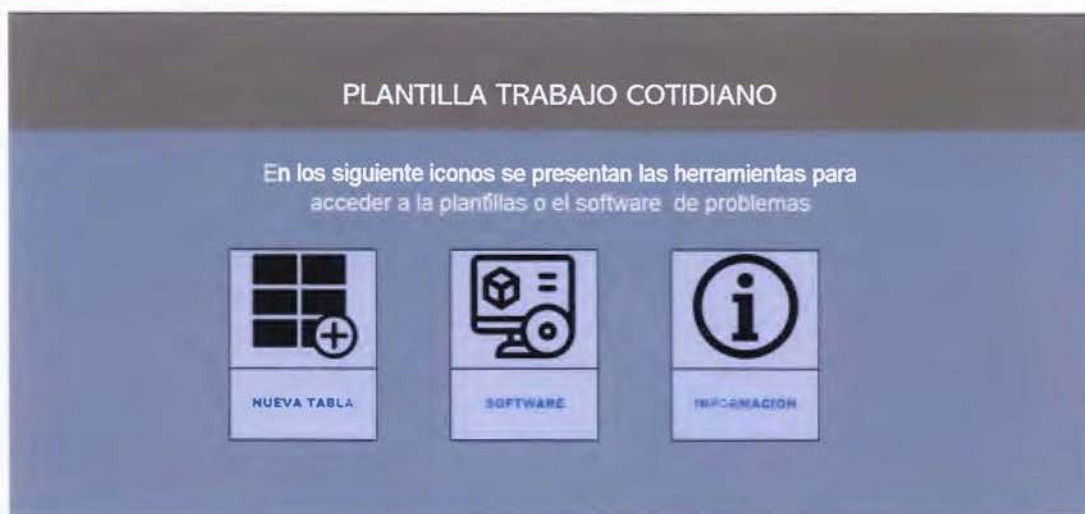 PLANTILLA TRABAJO COTIDIANO
En los siguiente iconos se presentan las herramientas para
acceder a la plantillas o el software de problemas
NUEVA TABLA
SOFTWARE
INFORMACIÓN